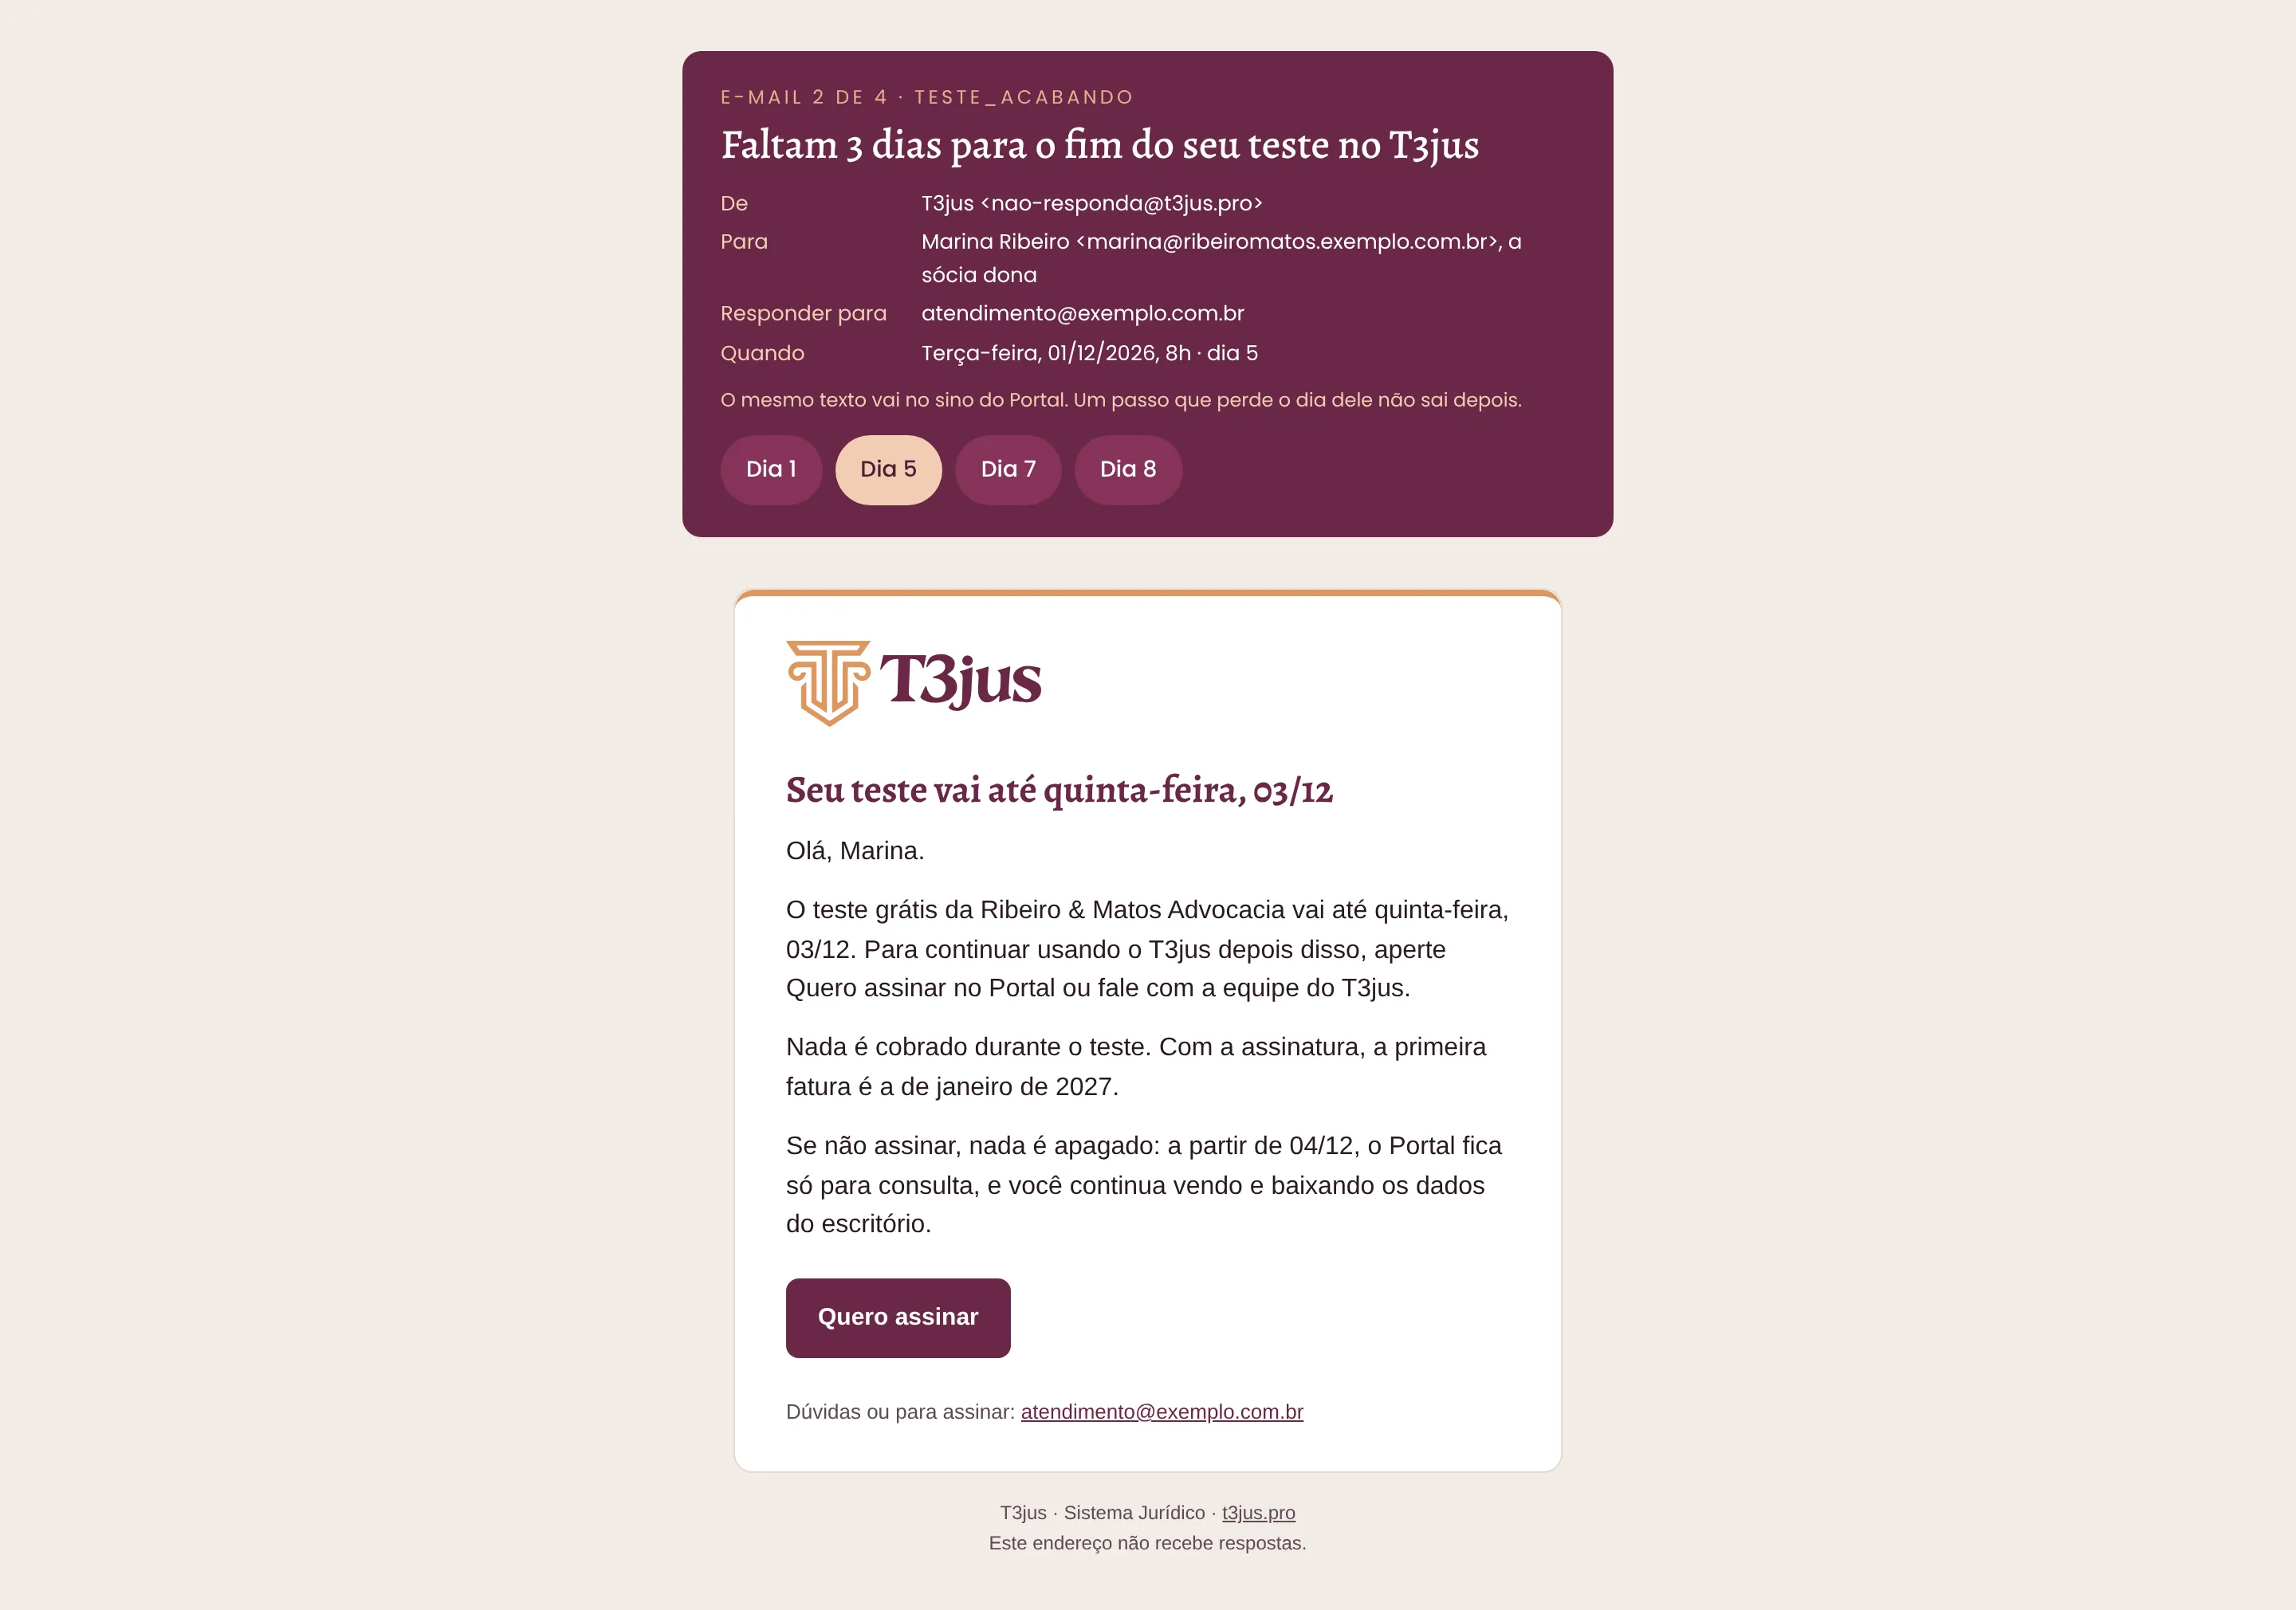 E-MAIL 2 DE 4 · TESTE_ACABANDO
Faltam 3 dias para o fim do seu teste no T3jus
De T3jus <nao-responda@t3jus.pro>
Para Marina Ribeiro <marina@ribeiromatos.exemplo.com.br>, a
sócia dona
Responder para atendimento@exemplo.com.br
Quando Terça-feira, 01/12/2026, 8h · dia 5
O mesmo texto vai no sino do Portal. Um passo que perde o dia dele não sai depois.
Dia 1 Dia 5 Dia 7 Dia 8
T3jus
Seu teste vai até quinta-feira, 03/12
Olá, Marina.
O teste grátis da Ribeiro & Matos Advocacia vai até quinta-feira,
03/12. Para continuar usando o T3jus depois disso, aperte
Quero assinar no Portal ou fale com a equipe do T3jus.
Nada é cobrado durante o teste. Com a assinatura, a primeira
fatura é a de janeiro de 2027.
Se não assinar, nada é apagado: a partir de 04/12, o Portal fica
só para consulta, e você continua vendo e baixando os dados
do escritório.
Quero assinar
Dúvidas ou para assinar: atendimento@exemplo.com.br
T3jus · Sistema Jurídico · t3jus.pro
Este endereço não recebe respostas.